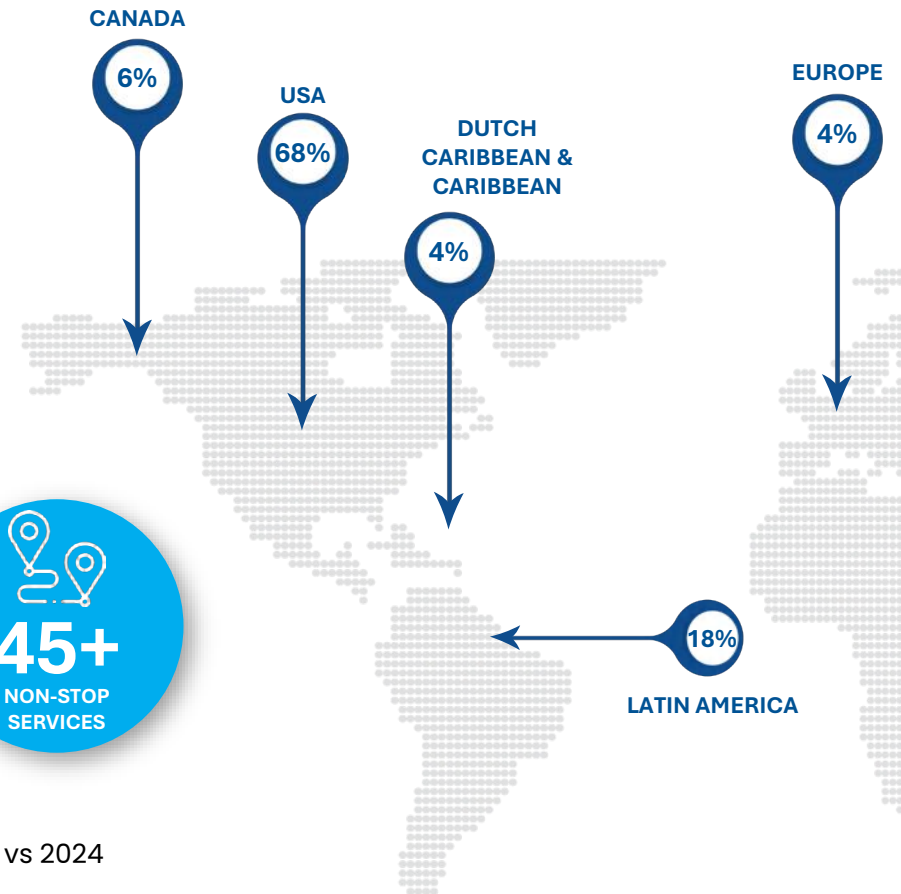 CANADA
6%
USA
68%
DUTCH
CARIBBEAN &
CARIBBEAN
4%
EUROPE
4%
45+
NON-STOP
SERVICES
18%
LATIN AMERICA
vs 2024